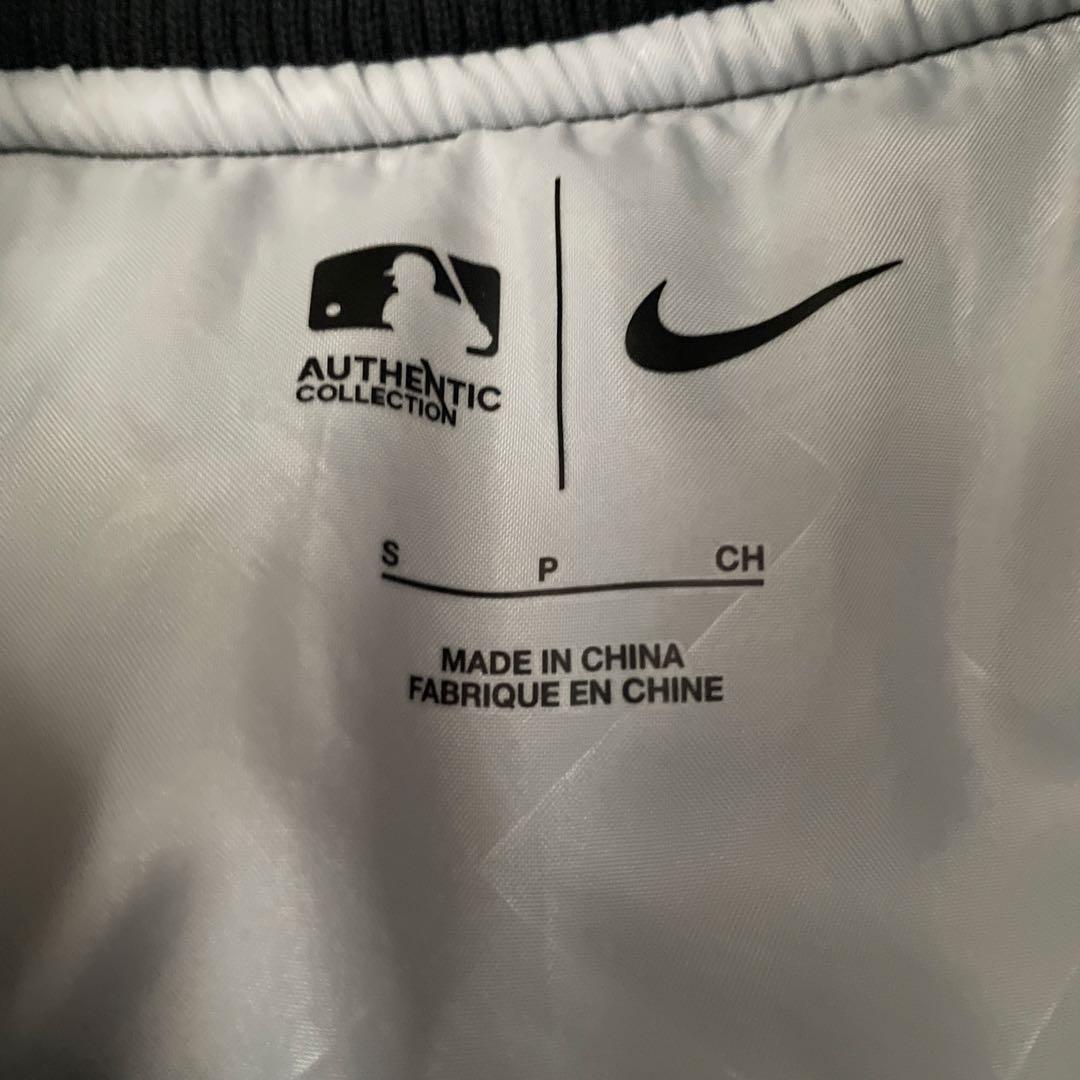 AUTHENTIC
COLLECTION
S P CH
MADE IN CHINA
FABRIQUE EN CHINE